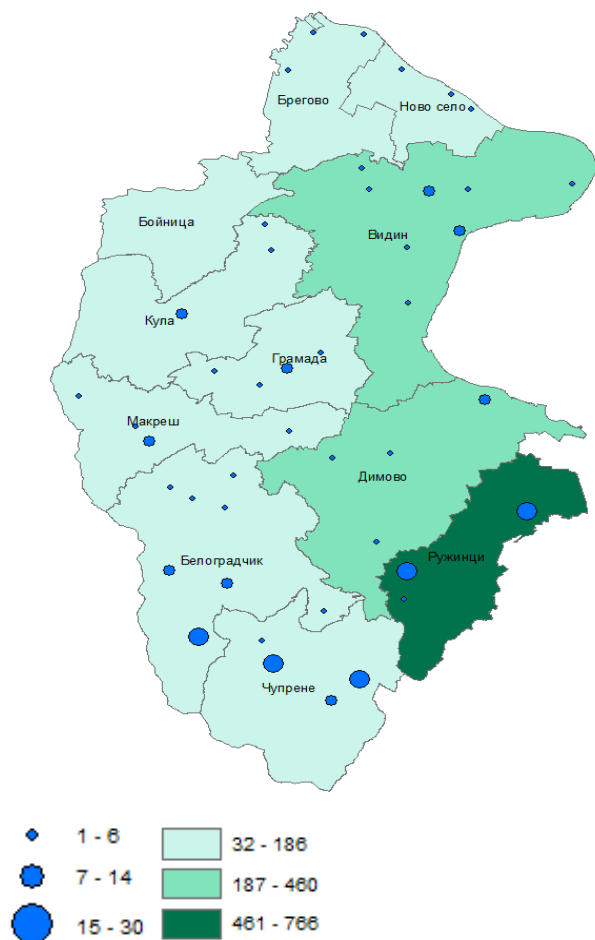 Брегово
Ново село
Бойница
Видин
Кула
Грамада
Макреш
Димово
Белоградчик
Ружинци
Чупрене
1 - 6
7 - 14
15 - 30
32 - 186
187 - 460
461 - 766